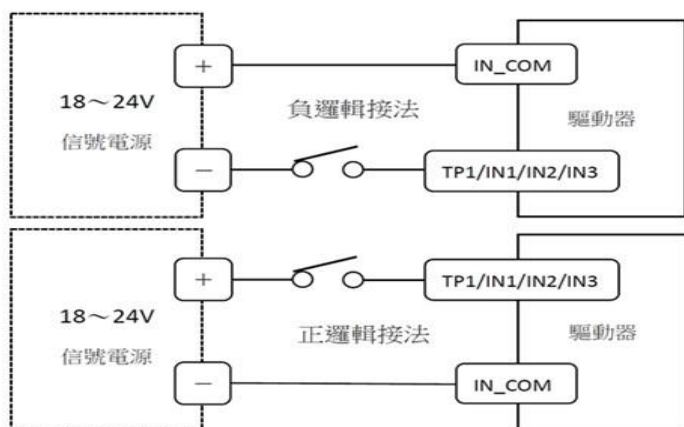 +
IN_COM
18～24V
负邏輯接法
驅動器
信號電源
−
TP1/IN1/IN2/IN3
+
TP1/IN1/IN2/IN3
18～24V
正邏輯接法
驅動器
信號電源
−
IN_COM